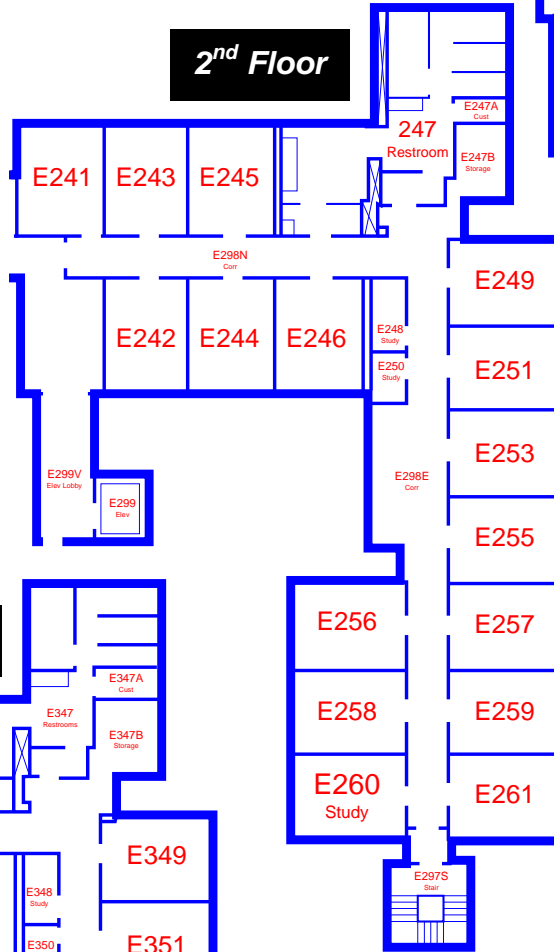 2nd Floor
E247A
Cust
247
Restroom
E247B
Storage
E241
E243
E245
E298N
Corr
E249
E242
E244
E246
E248
Study
E250
Study
E251
E253
E299V
Elev Lobby
E299
Elev
E298E
Corr
E255
E256
E257
E258
E259
E260
Study
E261
E297S
Stair
E347A
Cust
E347
Restrooms
E347B
Storage
E349
E348
Study
E350
E351